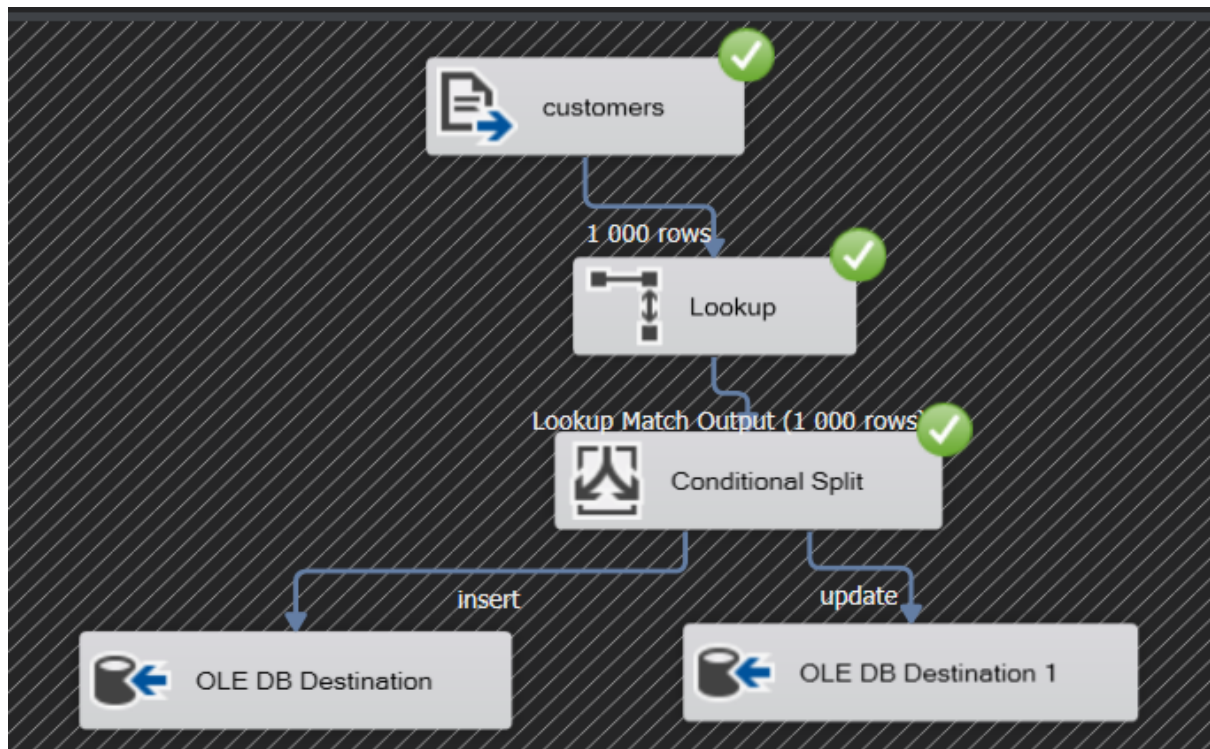 customers
1 000 rows
Lookup
Lookup Match Output (1 000 rows)
Conditional Split
insert
update
OLE DB Destination
OLE DB Destination 1